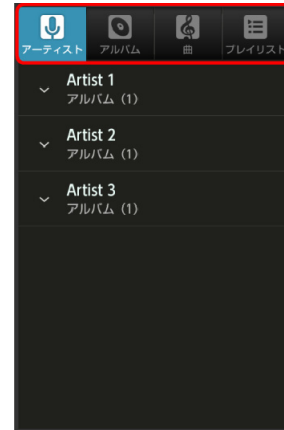 アーティスト
アルバム
曲
プレイリスト
Artist 1
アルバム (1)
Artist 2
アルバム (1)
Artist 3
アルバム (1)